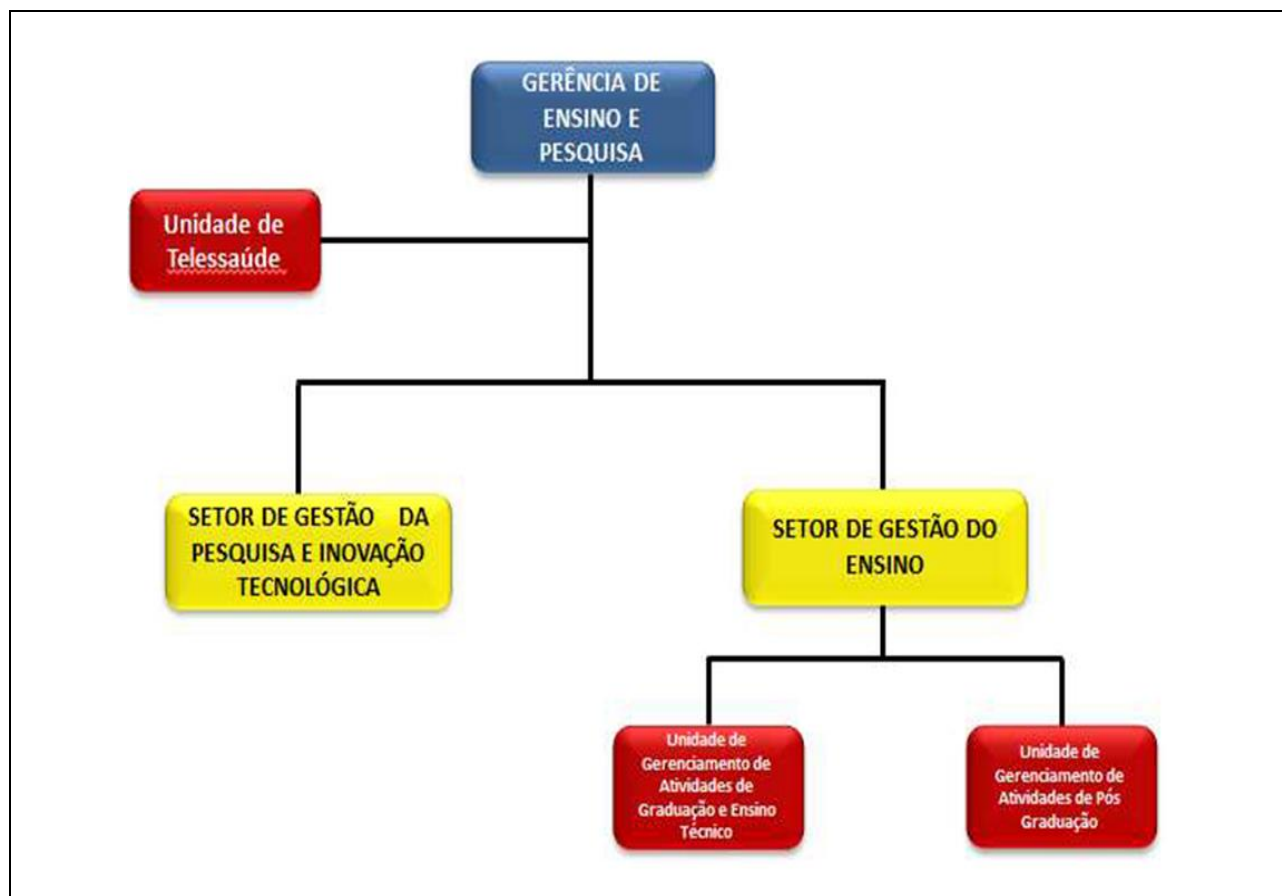 GERÊNCIA DE
ENSINO E
PESQUISA
Unidade de
Telessaúde
SETOR DE GESTÃO DA
PESQUISA E INOVAÇÃO
TECNOLÓGICA
SETOR DE GESTÃO DO
ENSINO
Unidade de
Gerenciamento de
Atividades de
Graduação e Ensino
Técnico
Unidade de
Gerenciamento de
Atividades de Pós
Graduação